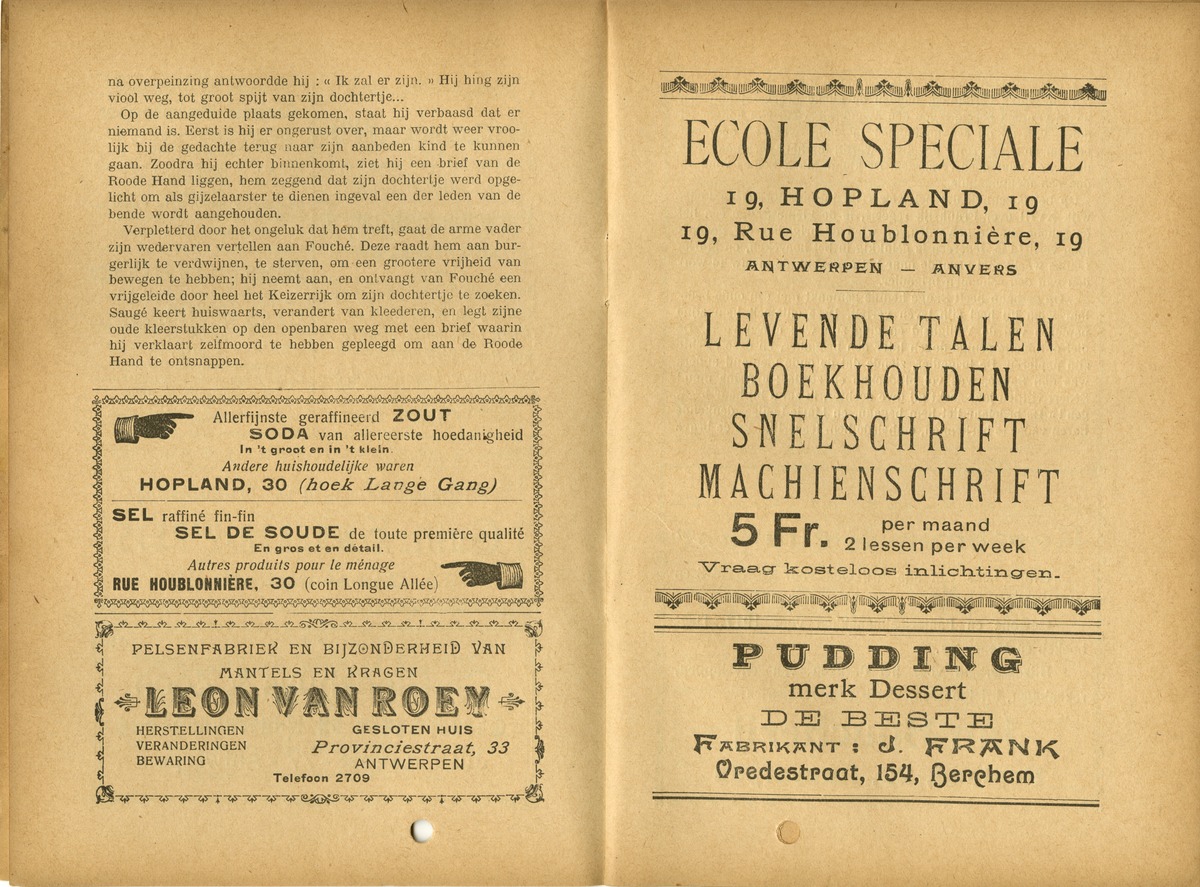 na overpeinzing antwoordde hij : « Ik zal er zijn. » Hij hing zijn
viool weg, tot groot spijt van zijn dochtertje...
Op de aangeduide plaats gekomen, staat hij verbaasd dat er
niemand is. Eerst is hij er ongerust over, maar wordt weer vroo-
lijk bij de gedachte terug naar zijn aanbeden kind te kunnen
gaan. Zoodra hij echter binnenkomt, ziet hij een brief van de
Roode Hand liggen, hem zeggend dat zijn dochtertje werd opge-
licht om als gijzelaarster te dienen ingeval een der leden van de
bende wordt aangehouden.
Verpletterd door het ongeluk dat hem treft, gaat de arme vader
zijn wedervaren vertellen aan Fouché. Deze raadt hem aan bur-
gerlijk te verdwijnen, te sterven, om een grootere vrijheid van
bewegen te hebben; hij neemt aan, en ontvangt van Fouché een
vrijgeleide door heel het Keizerrijk om zijn dochtertje te zoeken.
Saugé keert huiswaarts, verandert van kleederen, en legt zijne
oude kleerstukken op den openbaren weg met een brief waarin
hij verklaart zelfmoord te hebben gepleegd om aan de Roode
Hand te ontsnappen.
Allerfijnste geraffineerd ZOUT
SODA van allereerste hoedanigheid
In 't groot en in 't klein.
Andere huishoudelijke waren
HOPLAND, 30 (hoek Lange Gang)
SEL raffiné fin-fin
SEL DE SOUDE de toute première qualité
En gros et en détail.
Autres produits pour le ménage
RUE HOUBLONNIÈRE, 30 (coin Longue Allée)
PELSENFABRIEK EN BIJZONDERHEID VAN
MANTELS EN KRAGEN
LEON VAN ROEY
HERSTELLINGEN
VERANDERINGEN
BEWARING
GESLOTEN HUIS
Provinciestraat, 33
ANTWERPEN
Telefoon 2709
ECOLE SPECIALE
19, HOPLAND, 19
19, Rue Houblonnière, 19
ANTWERPEN — ANVERS
LEVENDE TALEN
BOEKHOUDEN
SNELSCHRIFT
MACHIENSCHRIFT
5 Fr. per maand
2 lessen per week
Vraag kosteloos inlichtingen.
PUDDING
merk Dessert
DE BESTE
FABRIKANT : J. FRANK
Vredestraat, 154, Berchem